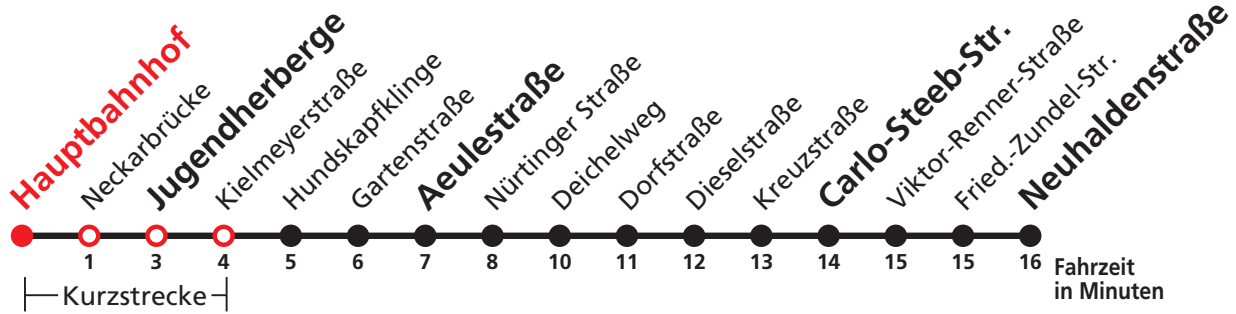 Hauptbahnhof
Neckarbrücke
Jugendherberge
Kielmeyerstraße
Hundskapfklinge
Gartenstraße
Aeulestraße
Nürtinger Straße
Deichelweg
Dorfstraße
Dieselstraße
Kreuzstraße
Carlo-Steeb-Str.
Viktor-Renner-Straße
Fried.-Zundel-Str.
Neuhaldenstraße
1 3 4 5 6 7 8 10 11 12 13 14 15 15 16
Fahrzeit
in Minuten
Kurzstrecke